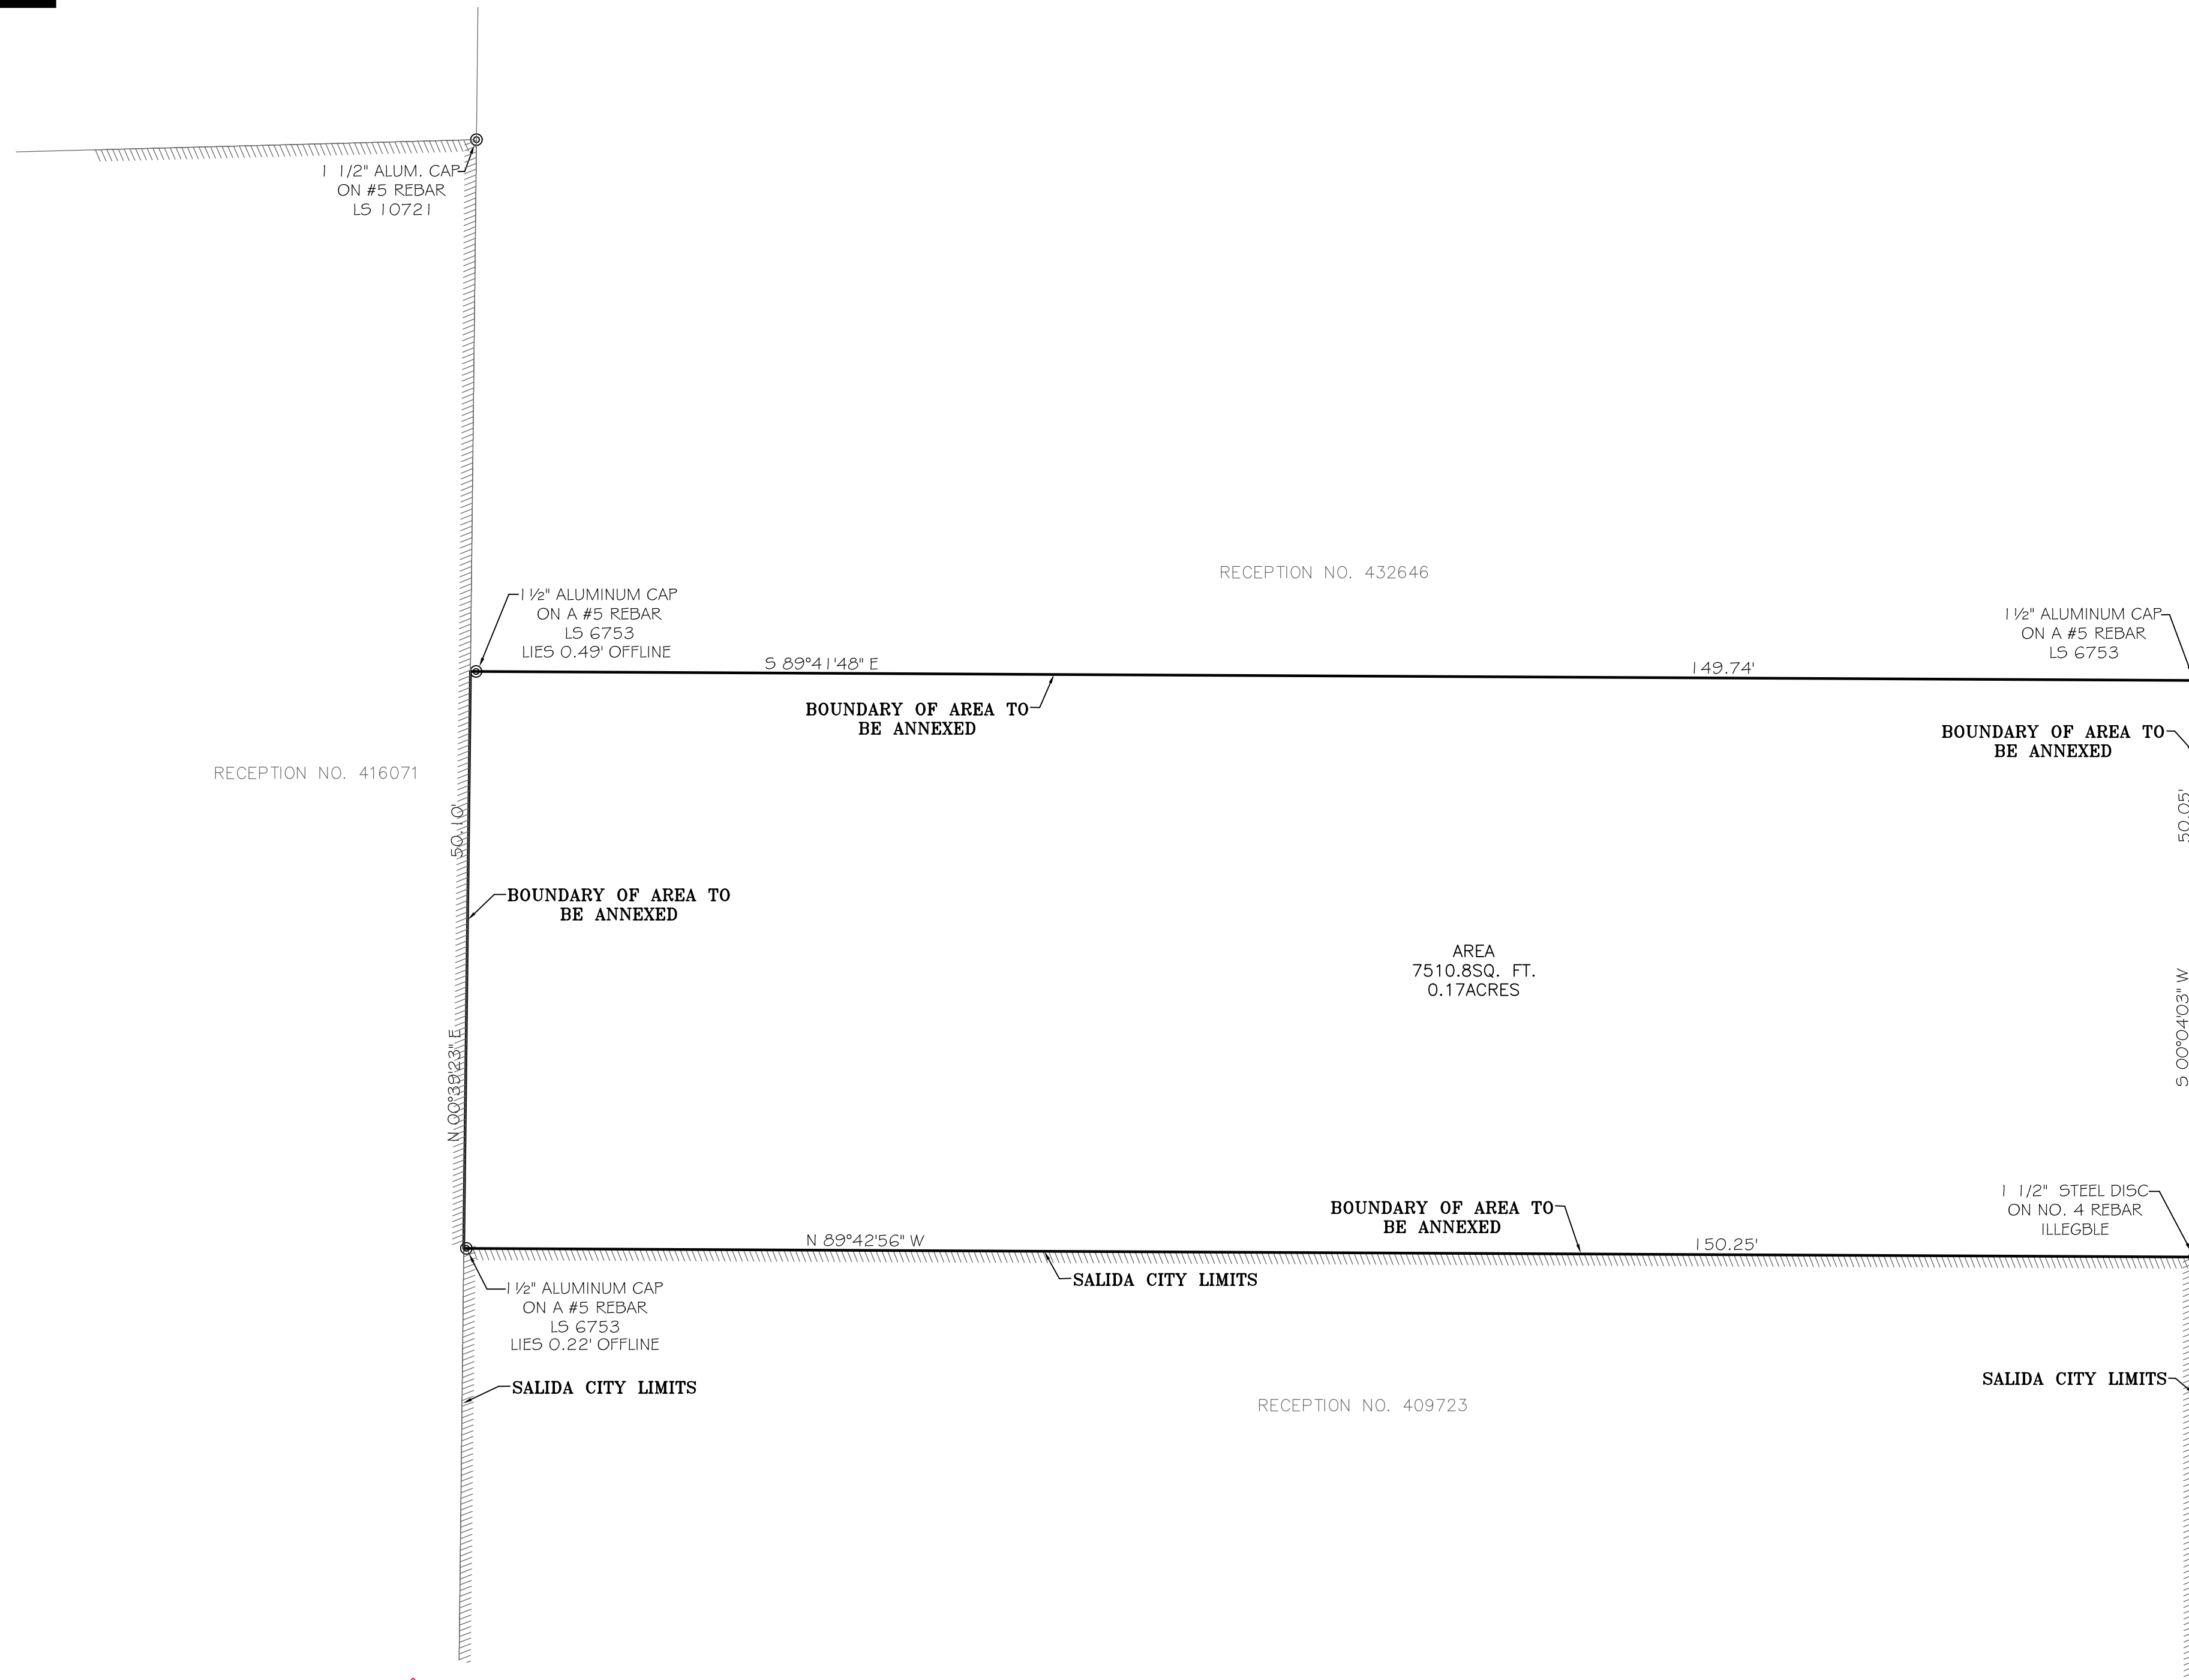 1 1/2" ALUM. CAP
ON #5 REBAR
LS 10721
RECEPTION NO. 432646
1½" ALUMINUM CAP
ON A #5 REBAR
LS 6753
LIES 0.49' OFFLINE
1½" ALUMINUM CAP
ON A #5 REBAR
LS 6753
S 89°41'48" E
149.74'
BOUNDARY OF AREA TO
BE ANNEXED
BOUNDARY OF AREA TO
BE ANNEXED
RECEPTION NO. 416071
50.10'
50.05'
BOUNDARY OF AREA TO
BE ANNEXED
AREA
7510.8SQ. FT.
0.17ACRES
N 00°39'23" E
S 00°04'03" W
BOUNDARY OF AREA TO
BE ANNEXED
1 1/2" STEEL DISC
ON NO. 4 REBAR
ILLEGBLE
N 89°42'56" W
150.25'
SALIDA CITY LIMITS
1½" ALUMINUM CAP
ON A #5 REBAR
LS 6753
LIES 0.22' OFFLINE
SALIDA CITY LIMITS
SALIDA CITY LIMITS
RECEPTION NO. 409723